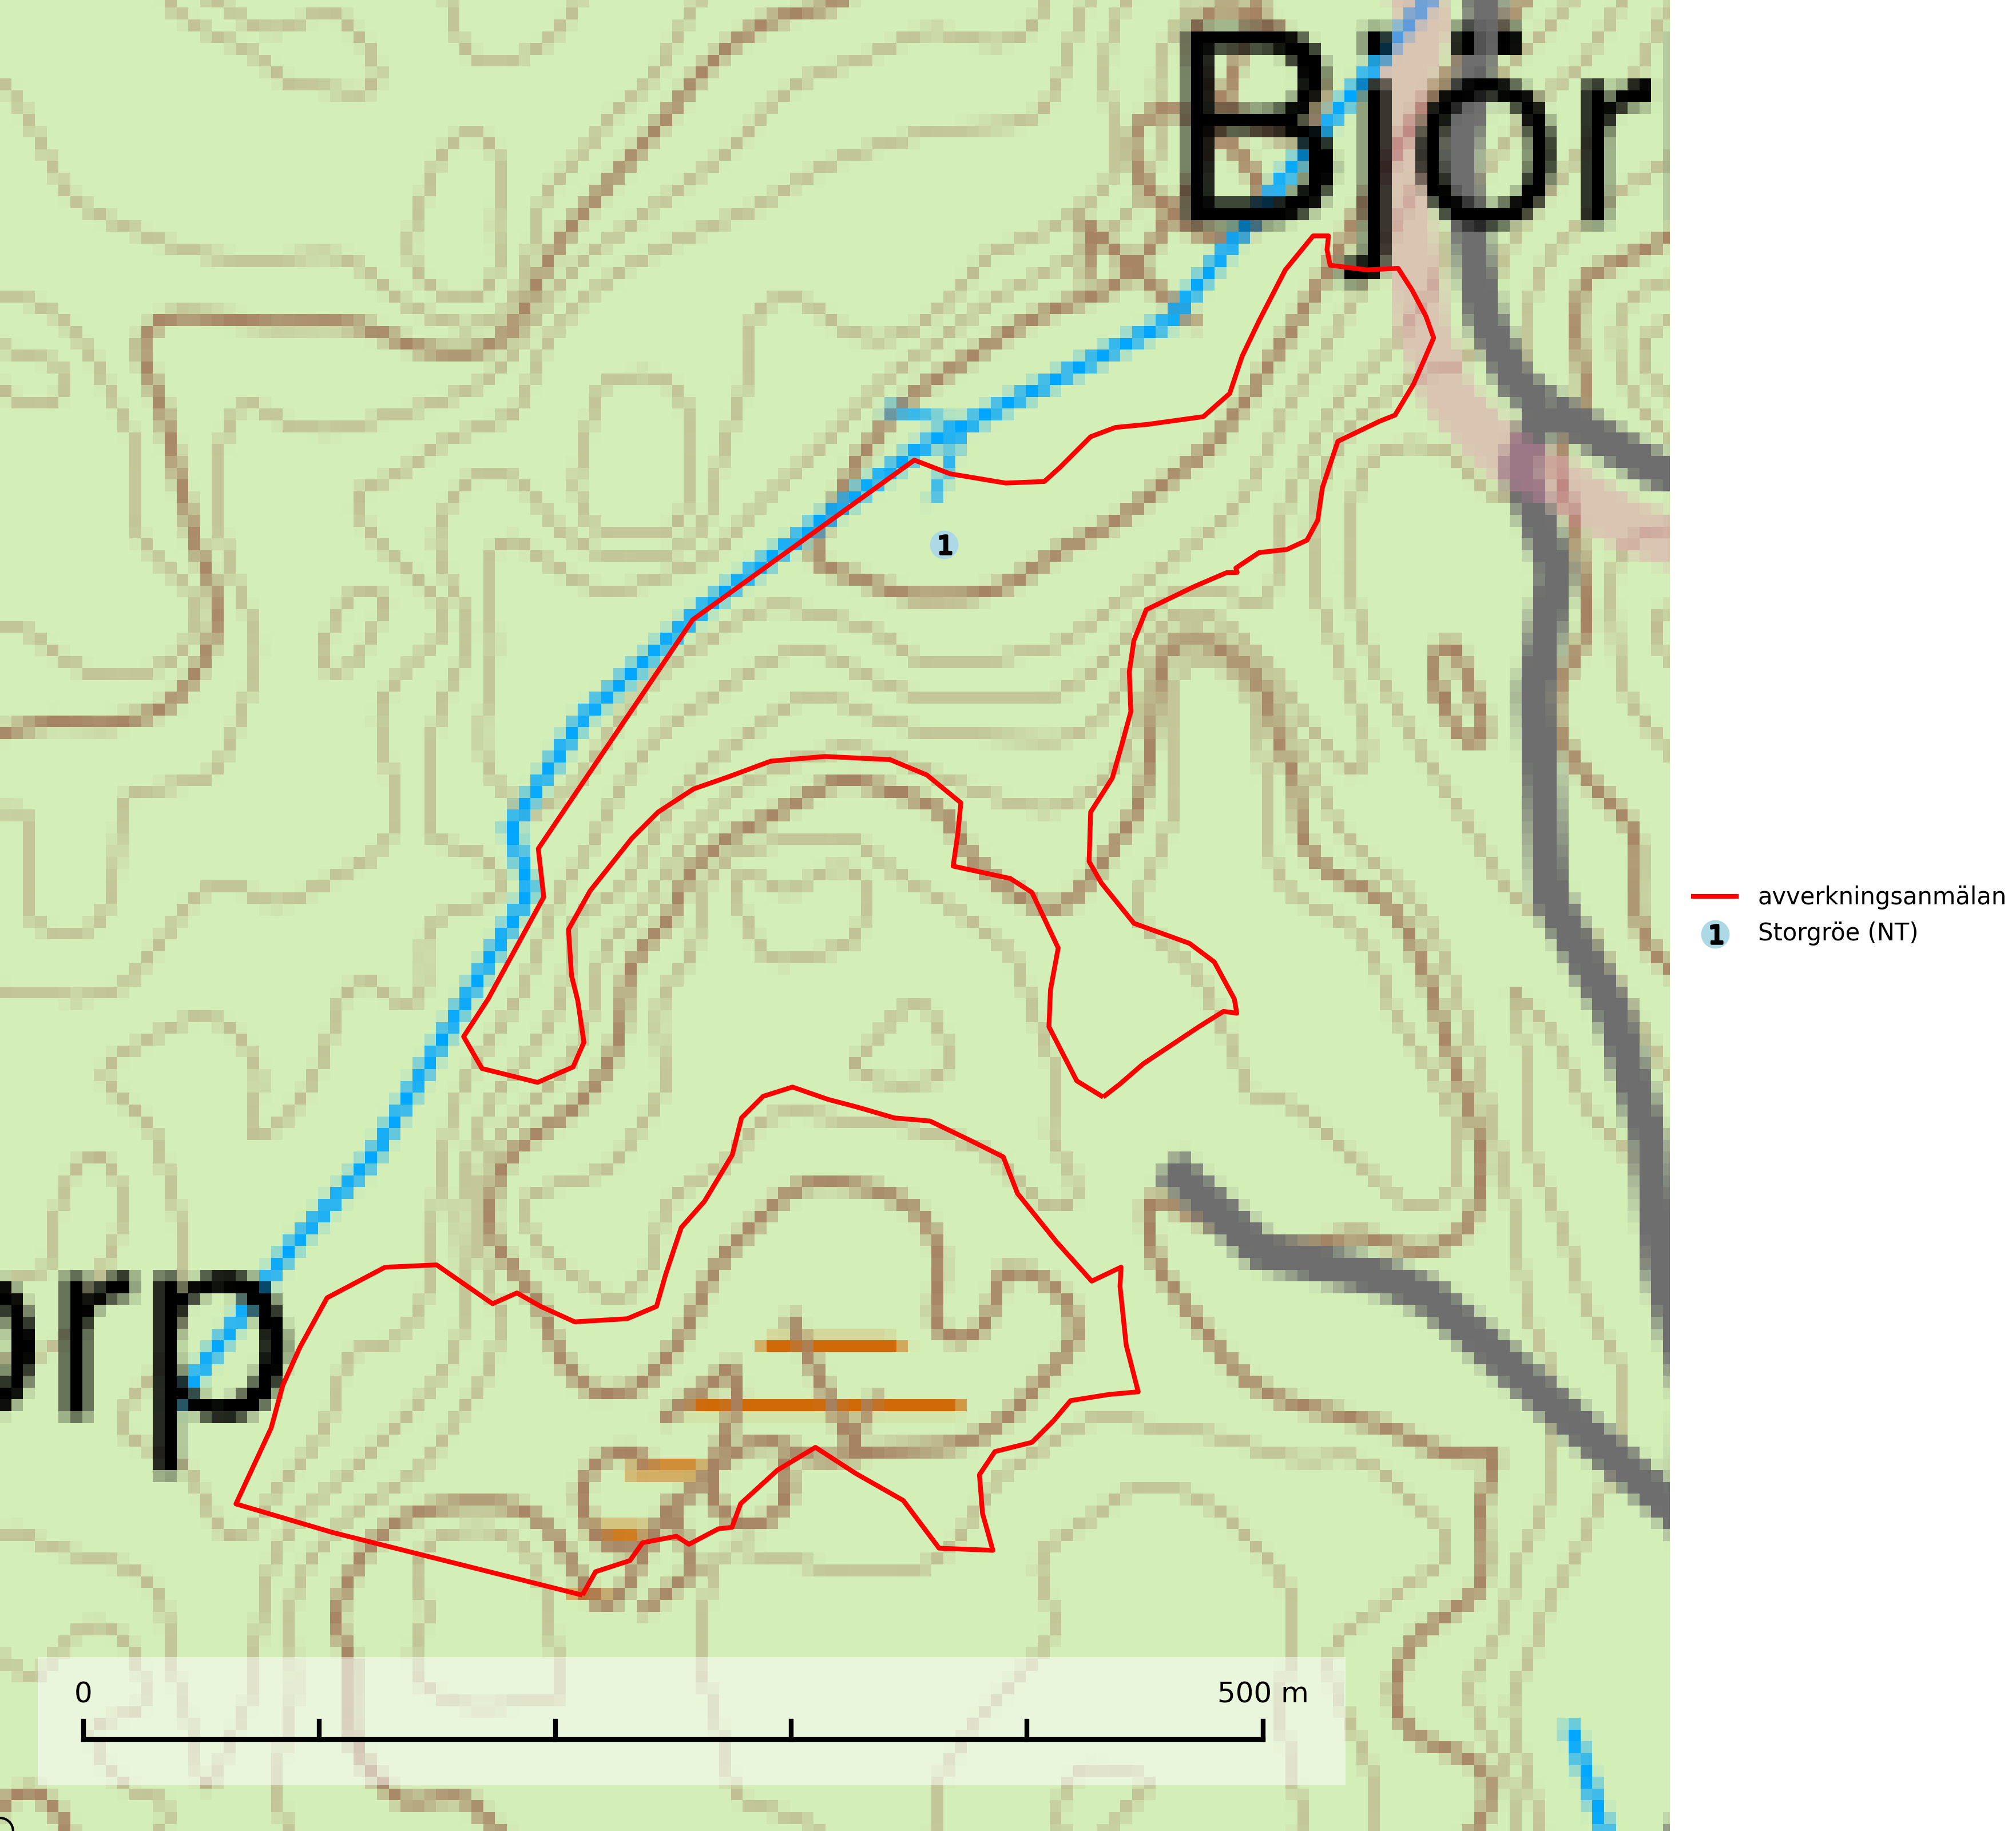 Björ
1
avverkningsanmälan
1 Storgröe (NT)
orp
0 500 m